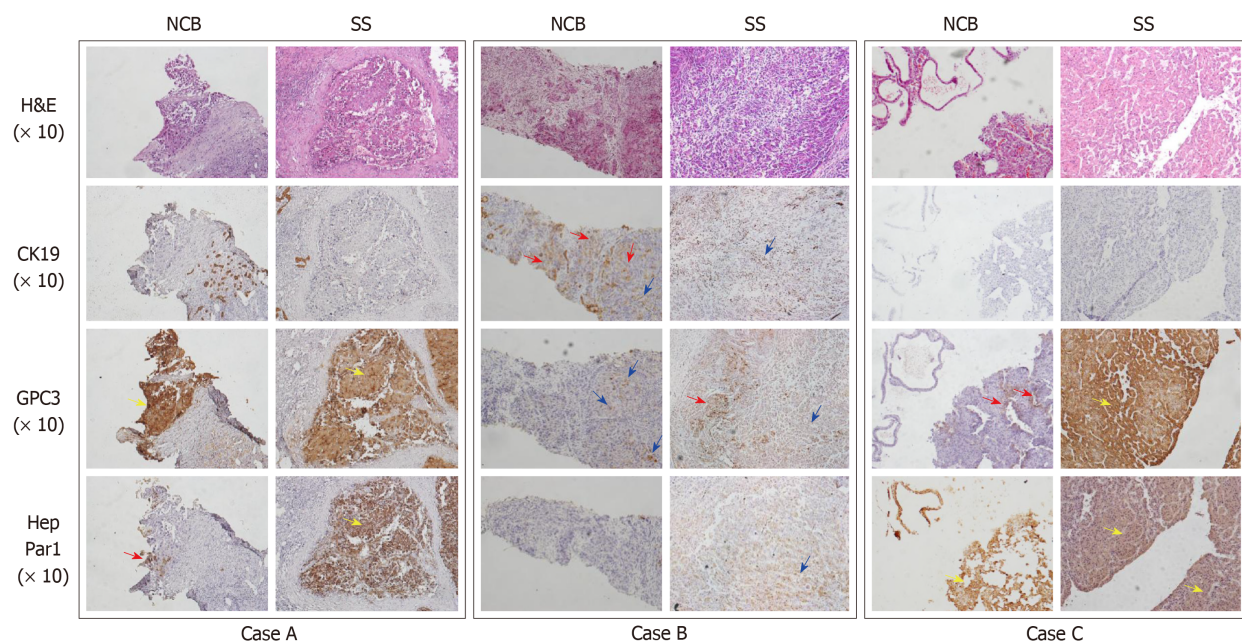 NCB SS NCB SS NCB SS
H&E
(× 10)
CK19
(× 10)
GPC3
(× 10)
Hep
Par1
(× 10)
Case A Case B Case C